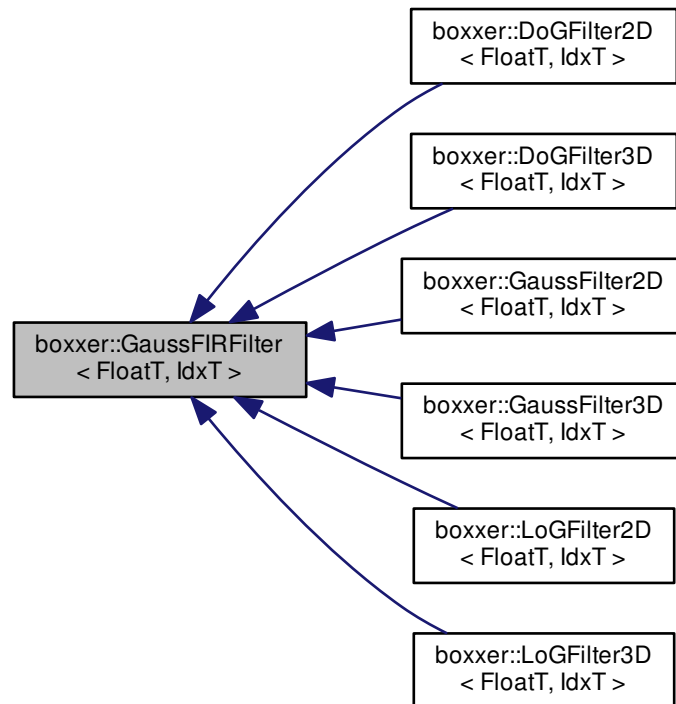 boxxer::DoGFilter2D
< FloatT, IdxT >
boxxer::DoGFilter3D
< FloatT, IdxT >
boxxer::GaussFilter2D
< FloatT, IdxT >
boxxer::GaussFIRFilter
< FloatT, IdxT >
boxxer::GaussFilter3D
< FloatT, IdxT >
boxxer::LoGFilter2D
< FloatT, IdxT >
boxxer::LoGFilter3D
< FloatT, IdxT >